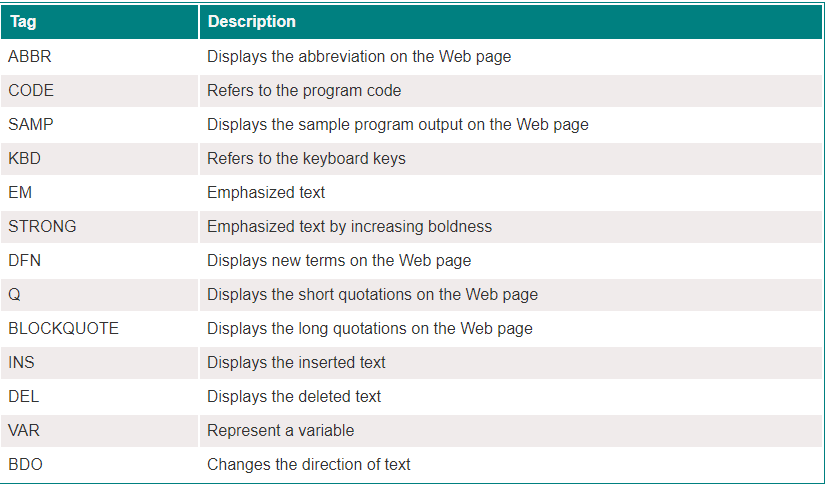 Tag Description
ABBR Displays the abbreviation on the Web page
CODE Refers to the program code
SAMP Displays the sample program output on the Web page
KBD Refers to the keyboard keys
EM Emphasized text
STRONG Emphasized text by increasing boldness
DFN Displays new terms on the Web page
Q Displays the short quotations on the Web page
BLOCKQUOTE Displays the long quotations on the Web page
INS Displays the inserted text
DEL Displays the deleted text
VAR Represent a variable
BDO Changes the direction of text